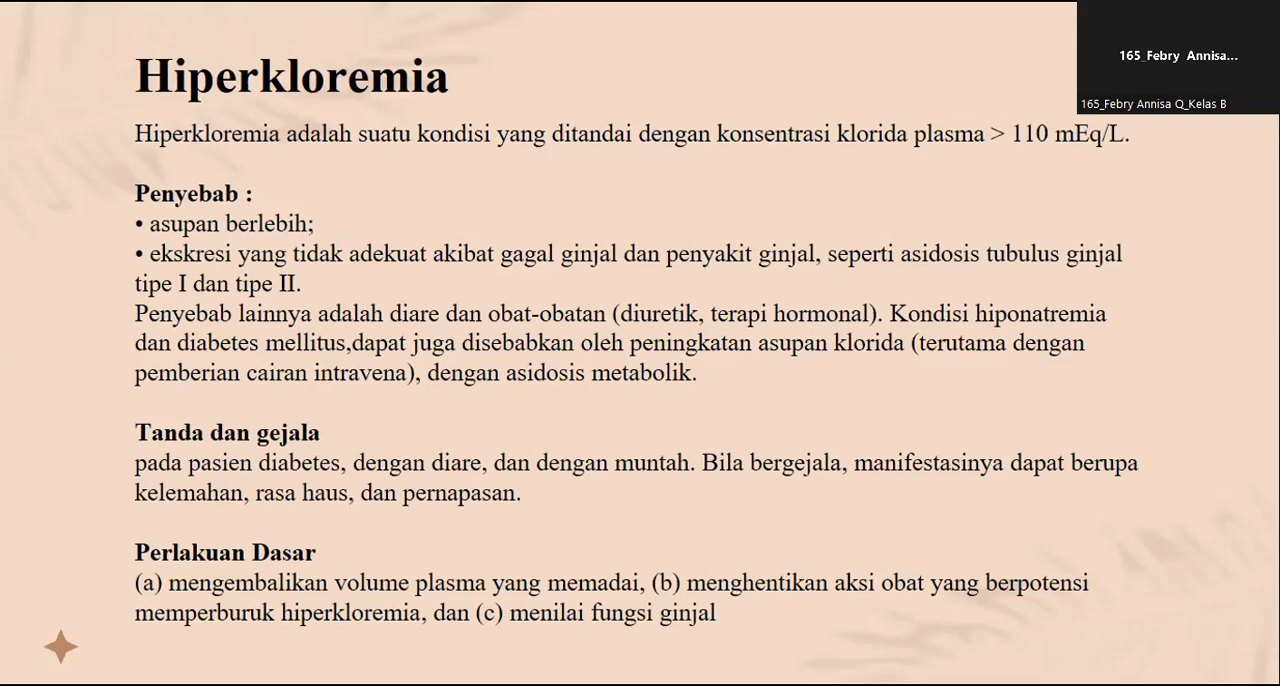 165_Febry Annisa...
165_Febry Annisa Q_Kelas B
Hiperkloremia
Hiperkloremia adalah suatu kondisi yang ditandai dengan konsentrasi klorida plasma > 110 mEq/L.
Penyebab :
• asupan berlebih;
• ekskresi yang tidak adekuat akibat gagal ginjal dan penyakit ginjal, seperti asidosis tubulus ginjal
tipe I dan tipe II.
Penyebab lainnya adalah diare dan obat-obatan (diuretik, terapi hormonal). Kondisi hiponatremia
dan diabetes mellitus,dapat juga disebabkan oleh peningkatan asupan klorida (terutama dengan
pemberian cairan intravena), dengan asidosis metabolik.
Tanda dan gejala
pada pasien diabetes, dengan diare, dan dengan muntah. Bila bergejala, manifestasinya dapat berupa
kelemahan, rasa haus, dan pernapasan.
Perlakuan Dasar
(a) mengembalikan volume plasma yang memadai, (b) menghentikan aksi obat yang berpotensi
memperburuk hiperkloremia, dan (c) menilai fungsi ginjal